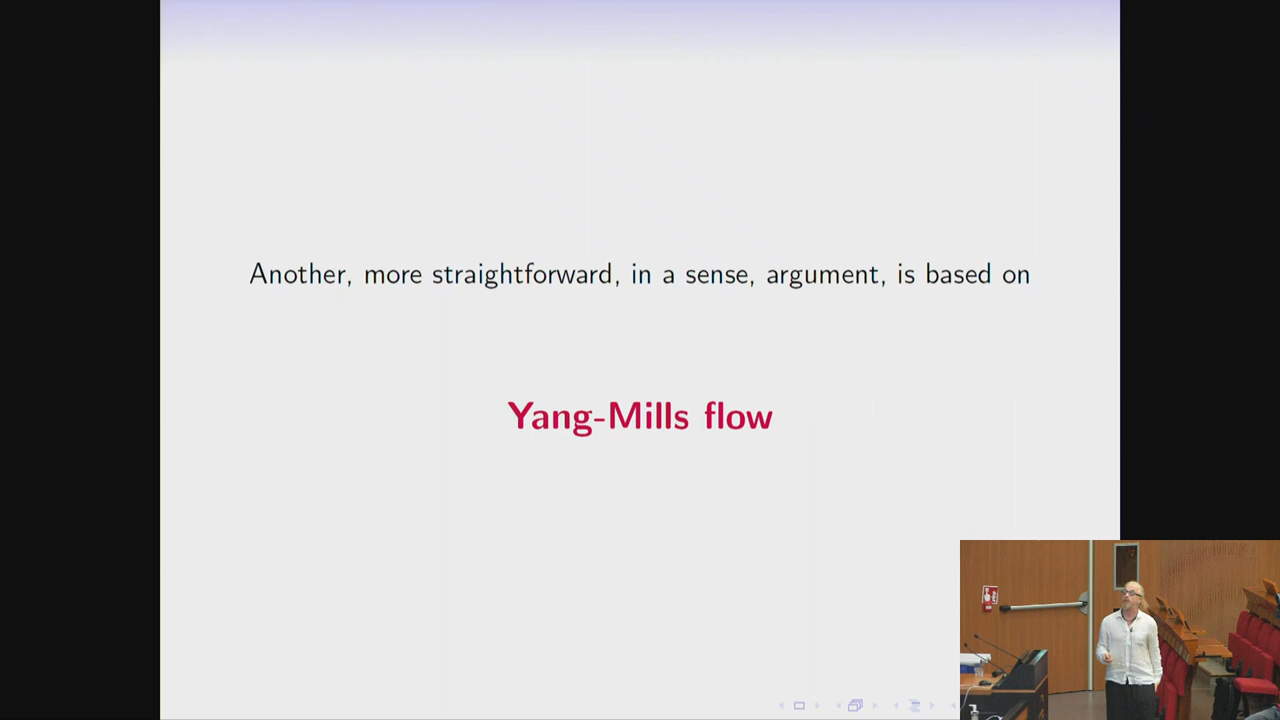 Another, more straightforward, in a sense, argument, is based on
Yang-Mills flow